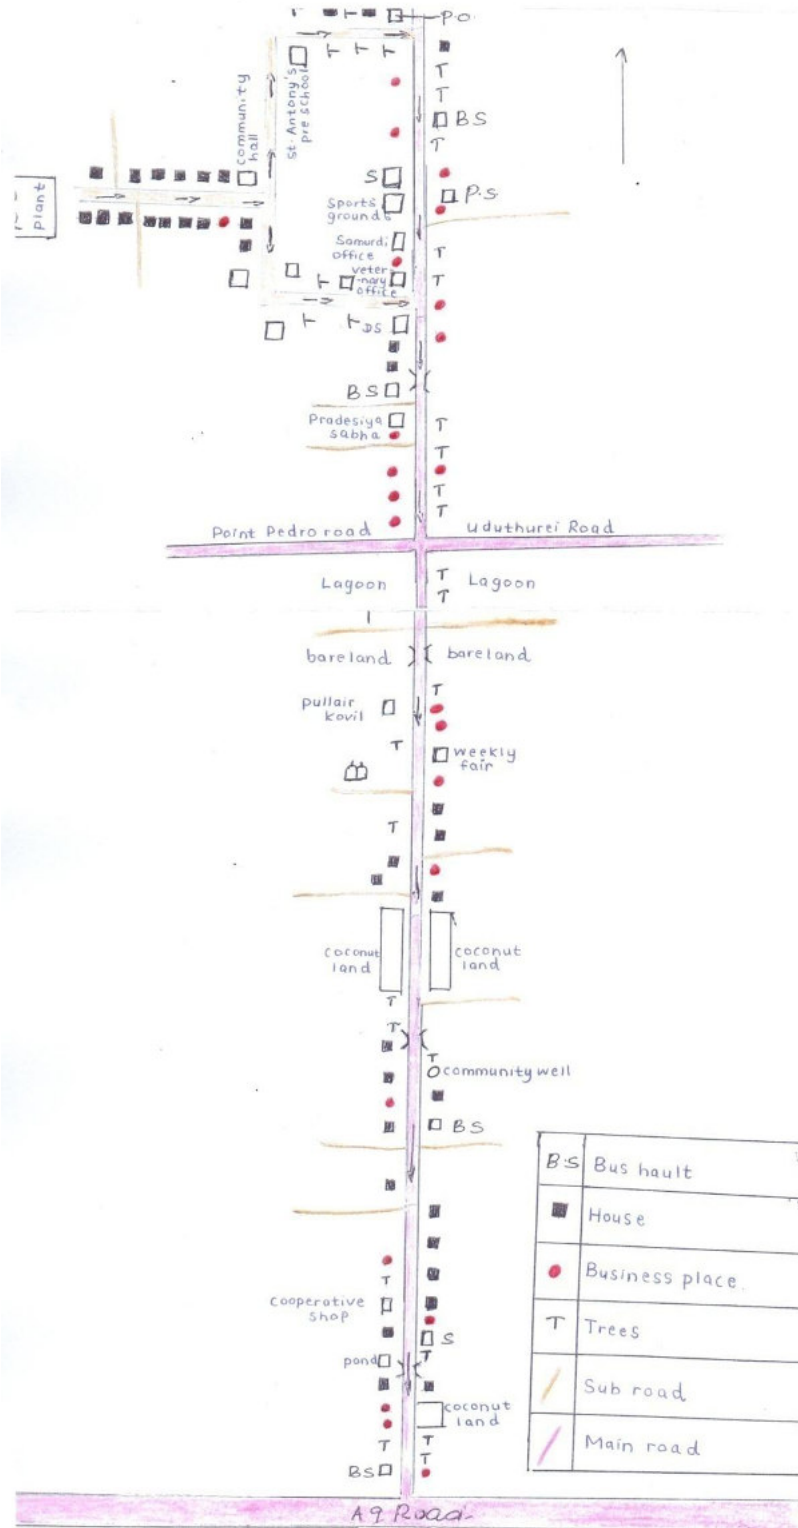 P.O
T
T T T
St. Antony's
pre school
community
hall
T
T
BS
T
S
P.S
plant
Sports
ground
Samurdi
office
T
veter
-nary
office
T
T
T T
DS
BS
Pradesiya
sabha
T
T
T
T
Point Pedro road
Uduthurei Road
Lagoon
T
Lagoon
T
bareland
bareland
T
pullair
kovil
T
weekly
fair
T
coconut
land
coconut
land
T
T
T
community well
BS
B.S
Bus hault
House
Business place.
T
Trees
Sub road
Main road
T
cooperative
shop
S
T
pond
coconut
land
T
T
T
BS
A9 Road